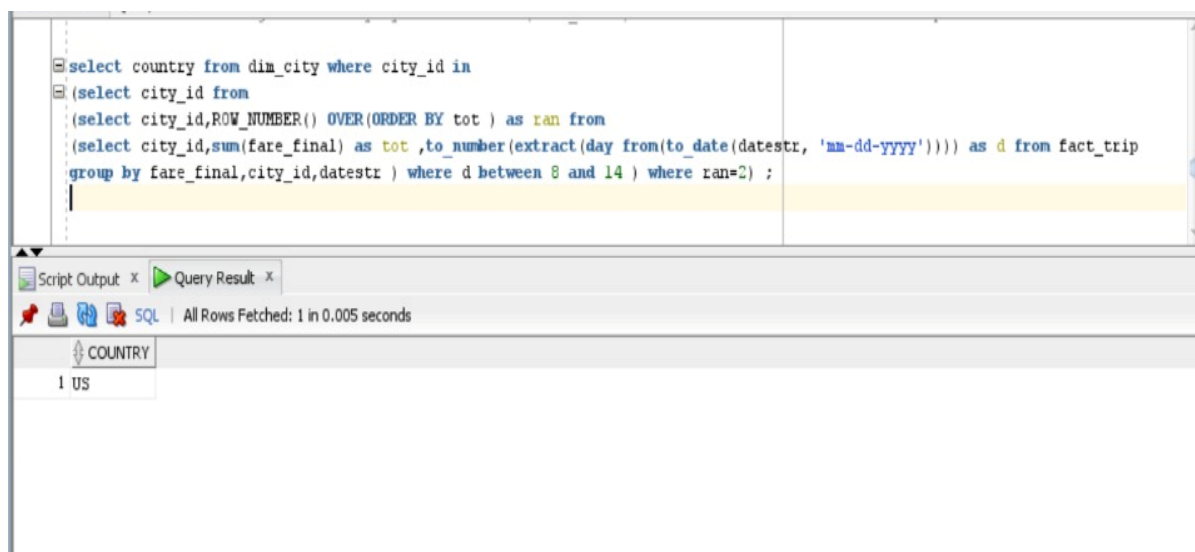 select country from dim_city where city_id in
(select city_id from
(select city_id,ROW_NUMBER() OVER(ORDER BY tot ) as ran from
(select city_id,sum(fare_final) as tot ,to_number(extract(day from(to_date(datestr, 'mm-dd-yyyy')))) as d from fact_trip
group by fare_final,city_id,datestr ) where d between 8 and 14 ) where ran=2) ;
Script Output x Query Result x
SQL | All Rows Fetched: 1 in 0.005 seconds
COUNTRY
1 US